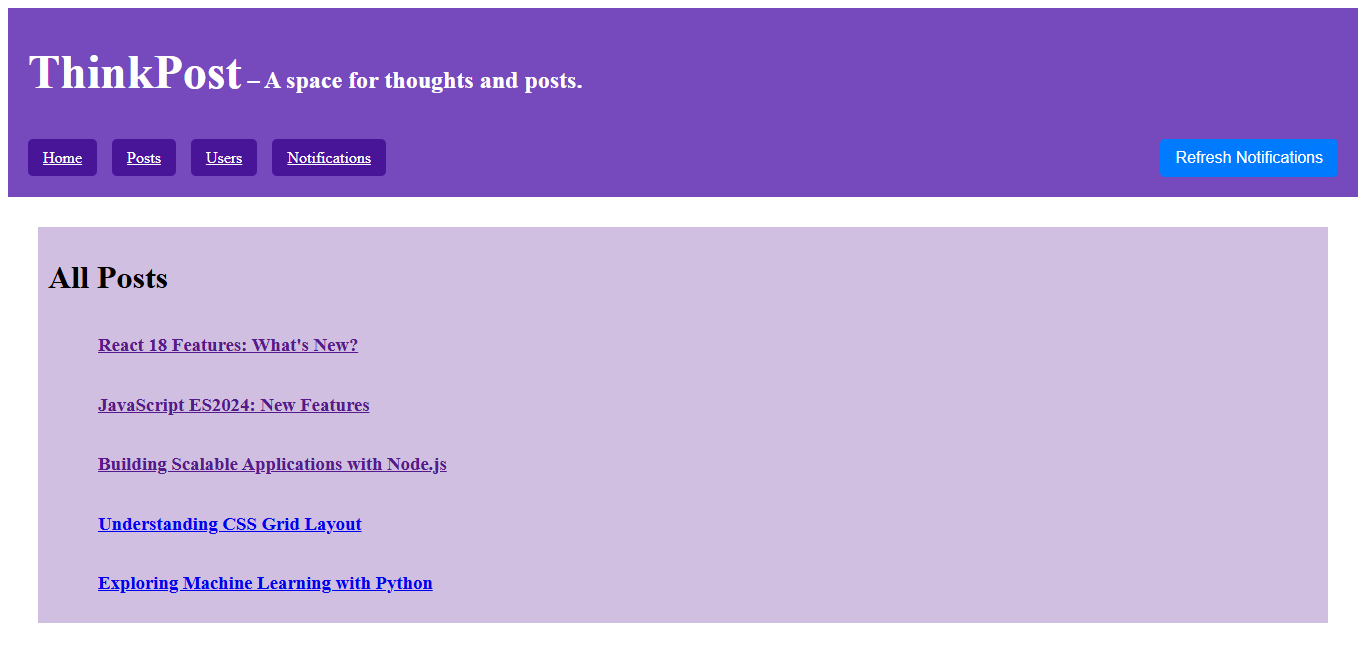 ThinkPost – A space for thoughts and posts.
Home Posts Users Notifications Refresh Notifications
All Posts
React 18 Features: What's New?
JavaScript ES2024: New Features
Building Scalable Applications with Node.js
Understanding CSS Grid Layout
Exploring Machine Learning with Python